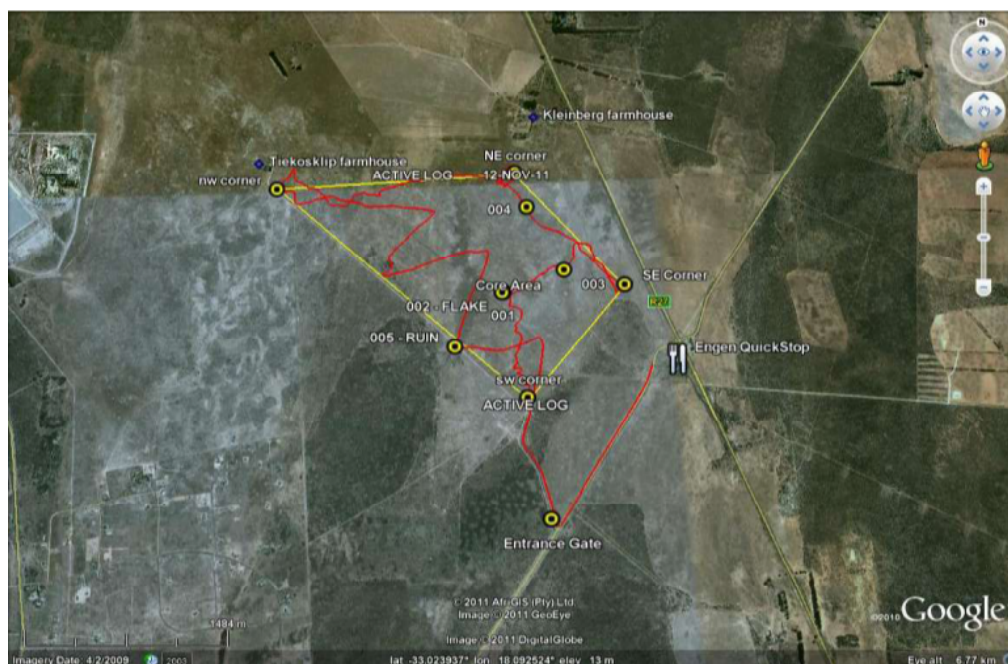 N
Kleinberg farmhouse
Tiekosklip farmhouse
NE corner
nw corner
ACTIVE LOG
12-NOV-11
004
SE Corner
003
Core Area
002 - FLAKE
001
005 - RUIN
Engen QuickStop
sw corner
ACTIVE LOG
Entrance Gate
© 2011 AfriGIS (Pty) Ltd.
Image © 2011 GeoEye
Image © 2011 DigitalGlobe
©2010 Google
1484 m
Imagery Date: 4/2/2009
2003
lat -33.023937° lon 18.092524° elev 13 m
Eye alt 6.77 km